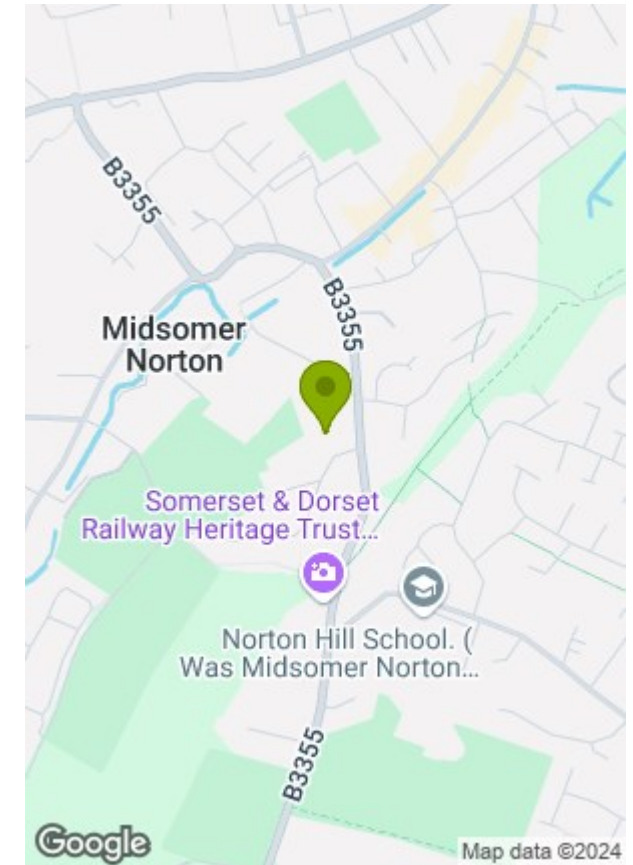 B3355
B3355
Midsomer
Norton
Somerset & Dorset
Railway Heritage Trust...
Norton Hill School. (
Was Midsomer Norton...
B3355
Google
Map data ©2024